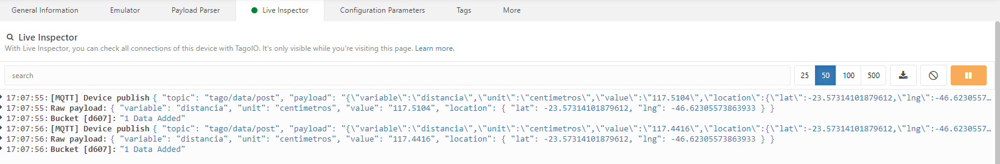 General Information Emulator Payload Parser Live Inspector Configuration Parameters Tags More
Live Inspector
With Live Inspector, you can check all connections of this device with TagoIO. It's only visible while you're visiting this page. Learn more.
search 25 50 100 500
17:07:55: [MQTT] Device publish { "topic": "tago/data/post", "payload": "{\"variable\":\"distancia\",\"unit\":\"centimetros\",\"value\":\"117.5104\",\"location\":{\"lat\":-23.57314101879612,\"lng\":-46.6230557...
17:07:55: Raw payload: { "variable": "distancia", "unit": "centimetros", "value": "117.5104", "location": { "lat": -23.57314101879612, "lng": -46.62305573863933 } }
17:07:55: Bucket [d607]: "1 Data Added"
17:07:56: [MQTT] Device publish { "topic": "tago/data/post", "payload": "{\"variable\":\"distancia\",\"unit\":\"centimetros\",\"value\":\"117.4416\",\"location\":{\"lat\":-23.57314101879612,\"lng\":-46.6230557...
17:07:56: Raw payload: { "variable": "distancia", "unit": "centimetros", "value": "117.4416", "location": { "lat": -23.57314101879612, "lng": -46.62305573863933 } }
17:07:56: Bucket [d607]: "1 Data Added"